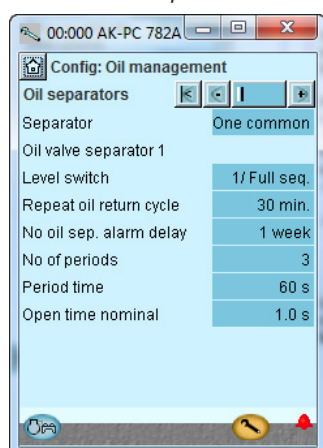 00:000 AK-PC 782A
Config: Oil management
Oil separators
Separator One common
Oil valve separator 1
Level switch 1/ Full seq.
Repeat oil return cycle 30 min.
No oil sep. alarm delay 1 week
No of periods 3
Period time 60 s
Open time nominal 1.0 s